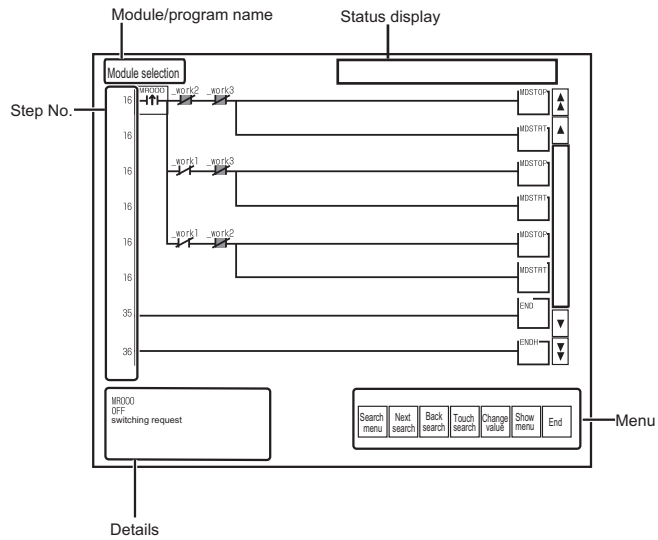 Module/program name
Status display
Module selection
Step No.
16 MR000 _work2 _work3 MDSTOP
16 MDSTRT
16 _work1 _work3 MDSTOP
16 MDSTRT
16 _work1 _work2 MDSTOP
16 MDSTRT
35 END
36 ENDH
MR000
OFF
switching request
Search menu
Next search
Back search
Touch search
Change value
Show menu
End
Menu
Details